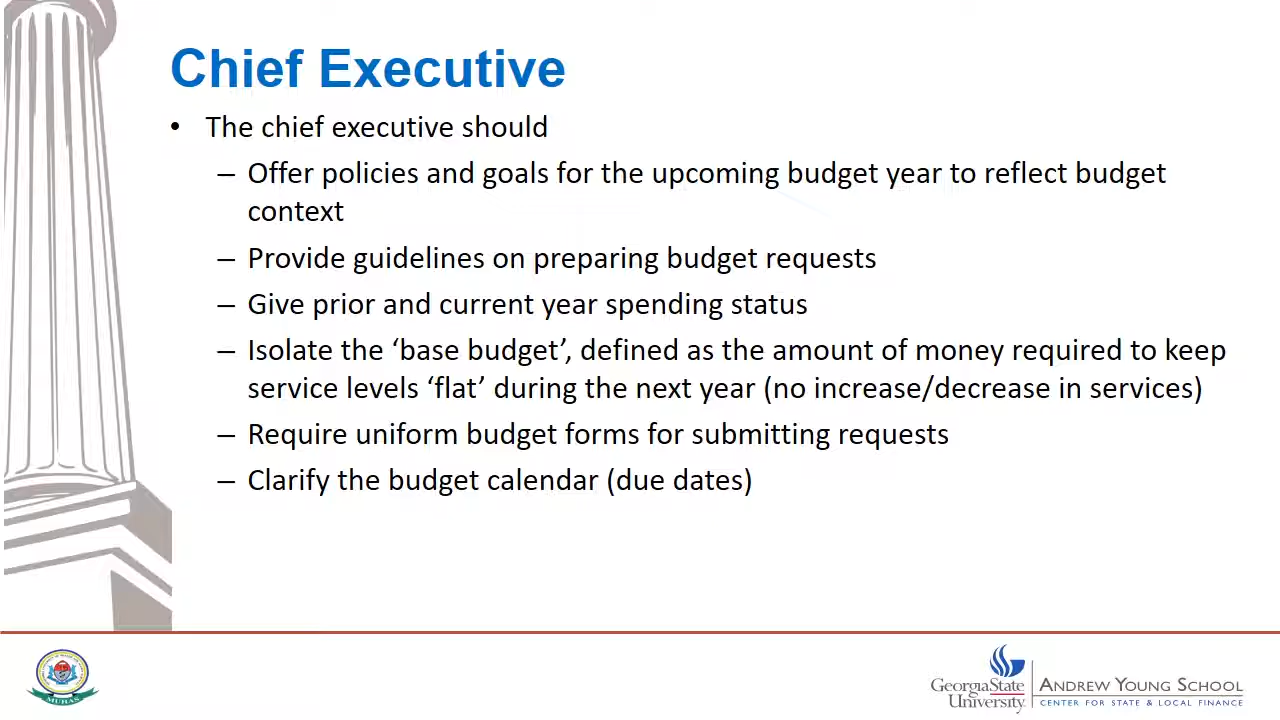 Chief Executive
• The chief executive should
– Offer policies and goals for the upcoming budget year to reflect budget
context
– Provide guidelines on preparing budget requests
– Give prior and current year spending status
– Isolate the ‘base budget’, defined as the amount of money required to keep
service levels ‘flat’ during the next year (no increase/decrease in services)
– Require uniform budget forms for submitting requests
– Clarify the budget calendar (due dates)
MUHAS
GeorgiaState
University
ANDREW YOUNG SCHOOL
CENTER FOR STATE & LOCAL FINANCE